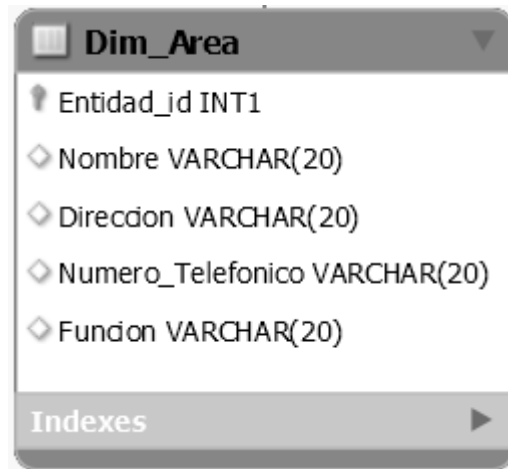 Dim_Area
Entidad_id INT1
Nombre VARCHAR(20)
Direccion VARCHAR(20)
Numero_Telefonico VARCHAR(20)
Funcion VARCHAR(20)
Indexes